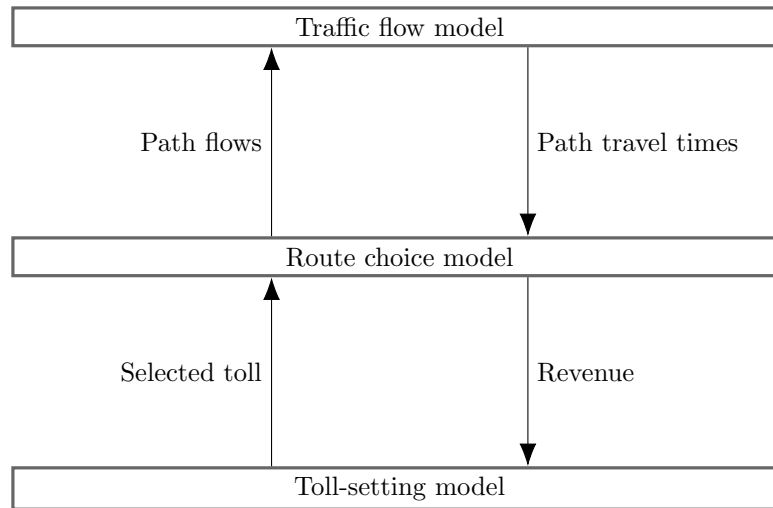 Traffic flow model
Path flows
Path travel times
Route choice model
Selected toll
Revenue
Toll-setting model